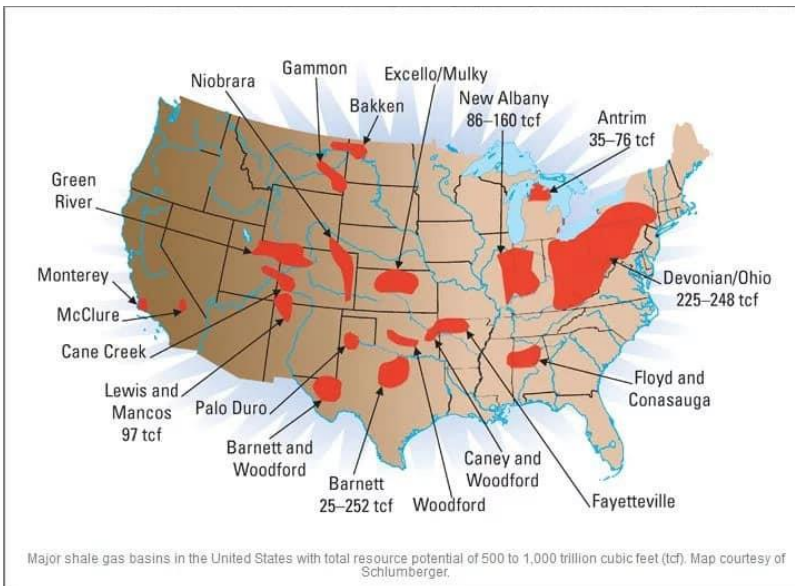 Gammon
Excello/Mulky
Niobrara
New Albany
86–160 tcf
Bakken
Antrim
35–76 tcf
Green
River
Monterey
Devonian/Ohio
225–248 tcf
McClure
Cane Creek
Lewis and
Mancos
97 tcf
Palo Duro
Floyd and
Conasauga
Barnett and
Woodford
Caney and
Woodford
Barnett
25–252 tcf
Woodford
Fayetteville
Major shale gas basins in the United States with total resource potential of 500 to 1,000 trillion cubic feet (tcf). Map courtesy of
Schlumberger.